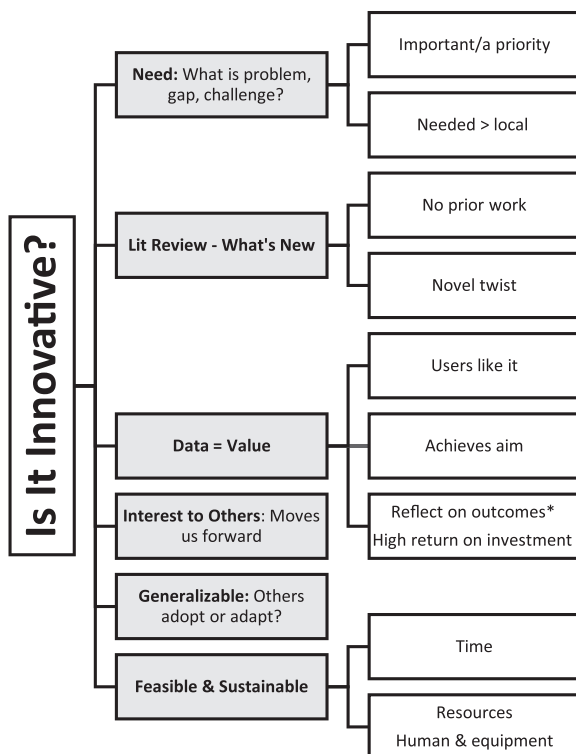 Is It Innovative?
Need: What is problem,
gap, challenge?
Important/a priority
Needed > local
Lit Review - What's New
No prior work
Novel twist
Data = Value
Users like it
Achieves aim
Reflect on outcomes*
High return on investment
Interest to Others: Moves
us forward
Generalizable: Others
adopt or adapt?
Feasible & Sustainable
Time
Resources
Human & equipment